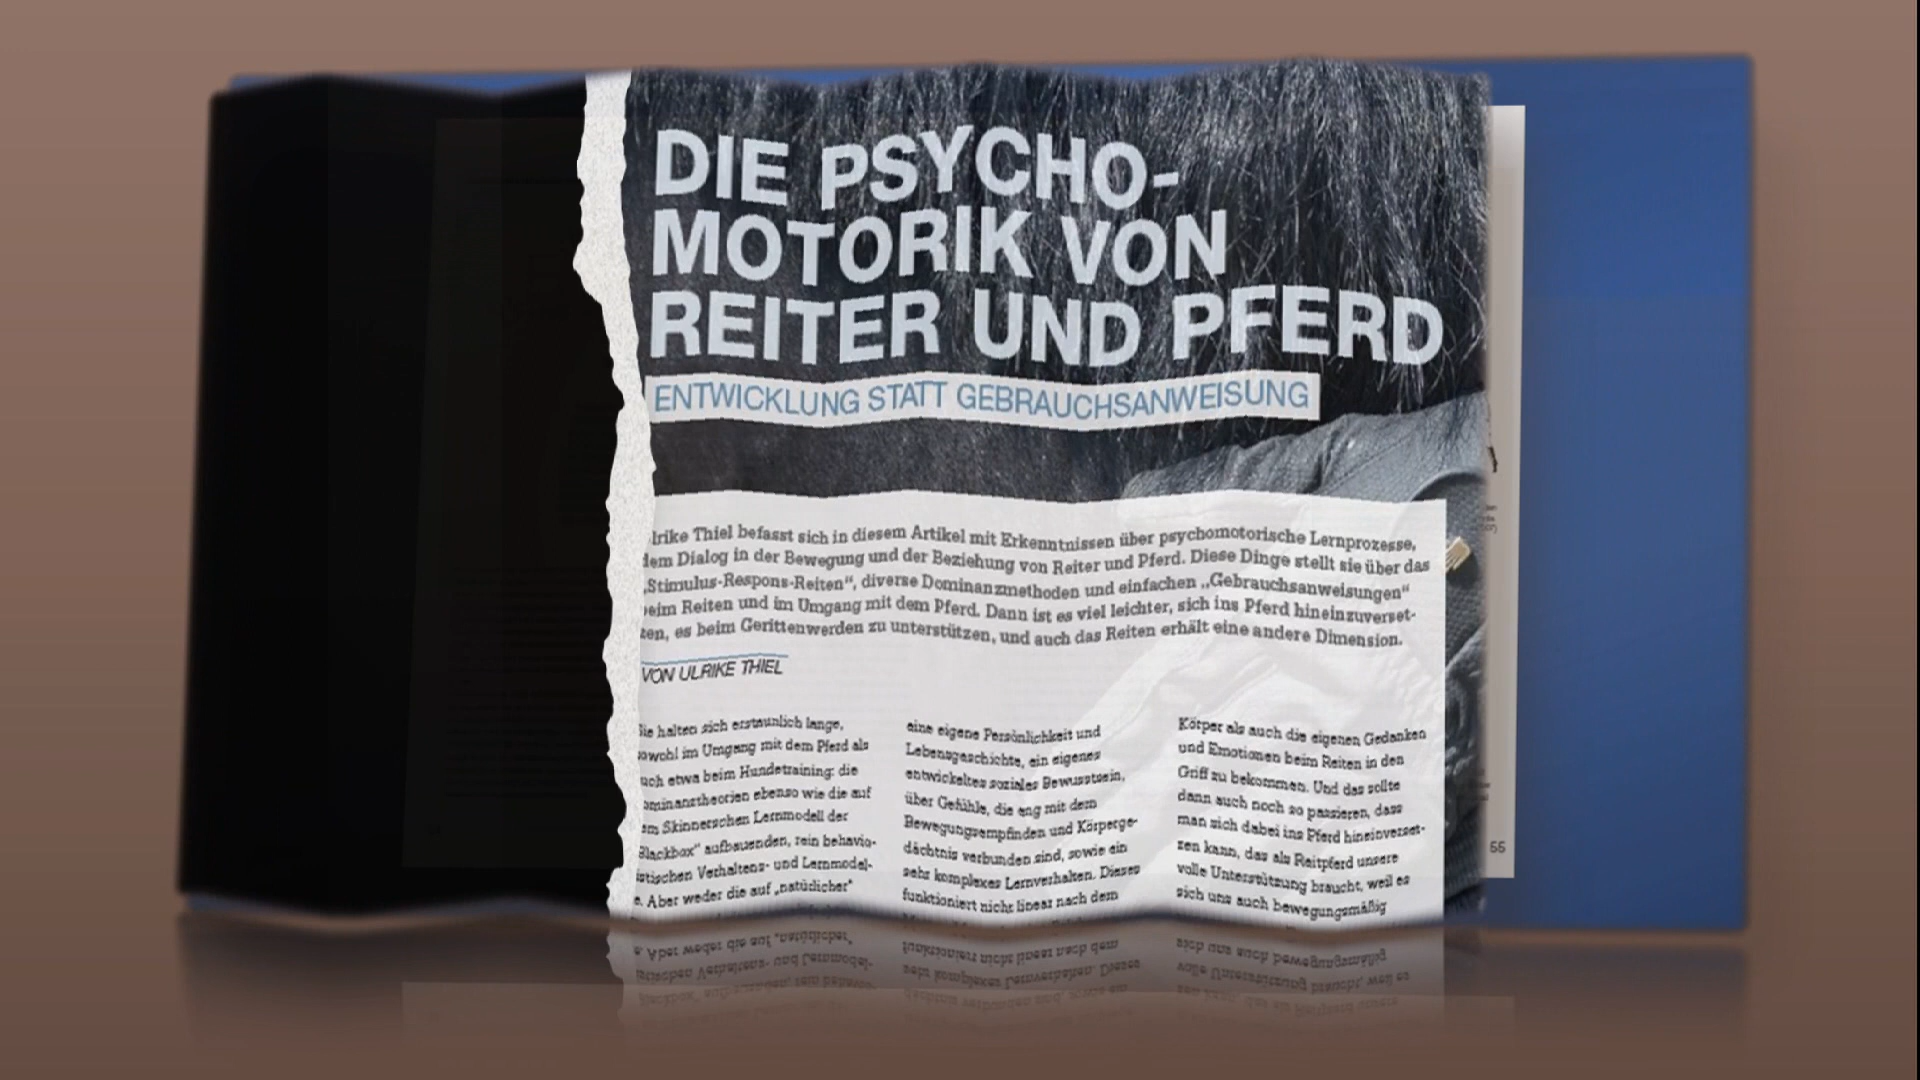 DIE PSYCHO-
MOTORIK VON
REITER UND PFERD
ENTWICKLUNG STATT GEBRAUCHSANWEISUNG
lrike Thiel befasst sich in diesem Artikel mit Erkenntnissen über psychomotorische Lernprozesse,
dem Dialog in der Bewegung und der Beziehung von Reiter und Pferd. Diese Dinge stellt sie über das
„Stimulus-Respons-Reiten“, diverse Dominanzmethoden und einfachen „Gebrauchsanweisungen“
eim Reiten und im Umgang mit dem Pferd. Dann ist es viel leichter, sich ins Pferd hineinzuverset-
ten, es beim Gerittenwerden zu unterstützen, und auch das Reiten erhält eine andere Dimension.
VON ULRIKE THIEL
Sie halten sich erstaunlich lange,
owohl im Umgang mit dem Pferd als
uch etwa beim Hundetraining: die
ominanztheorien ebenso wie die auf
em Skinnerschen Lernmodell der
Blackbox“ aufbauenden, rein behavio-
istischen Verhaltens- und Lernmodel-
e. Aber weder die auf „natürlicher“
eine eigene Persönlichkeit und
Lebensgeschichte, ein eigenes
entwickeltes soziales Bewusstsein,
über Gefühle, die eng mit dem
Bewegungsempfinden und Körperge-
dächtnis verbunden sind, sowie ein
sehr komplexes Lernverhalten. Dieses
funktioniert nicht linear nach dem
Körper als auch die eigenen Gedanken
und Emotionen beim Reiten in den
Griff zu bekommen. Und das sollte
dann auch noch so passieren, dass
man sich dabei ins Pferd hineinverset-
zen kann, das als Reitpferd unsere
volle Unterstützung braucht, weil es
sich uns auch bewegungsmäßig
55